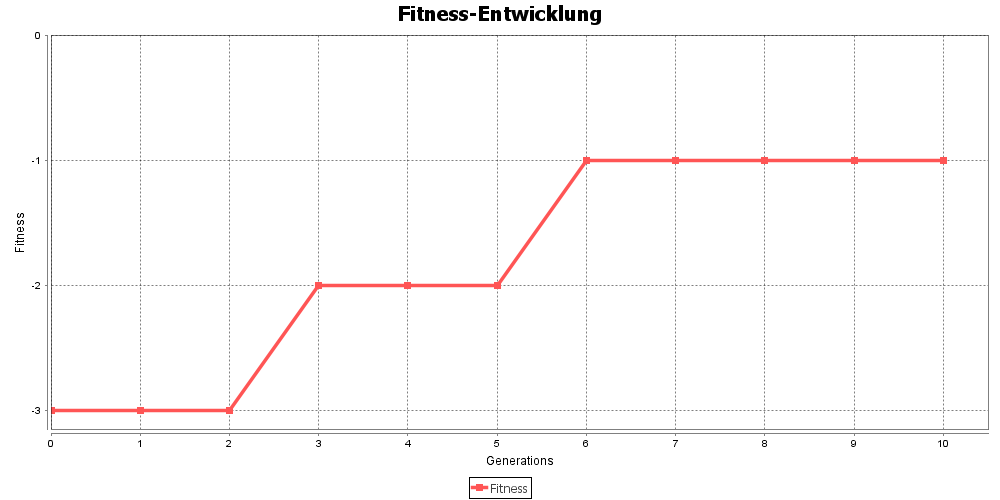 Fitness-Entwicklung
0
-1
-2
-3
Fitness
0 1 2 3 4 5 6 7 8 9 10
Generations
Fitness